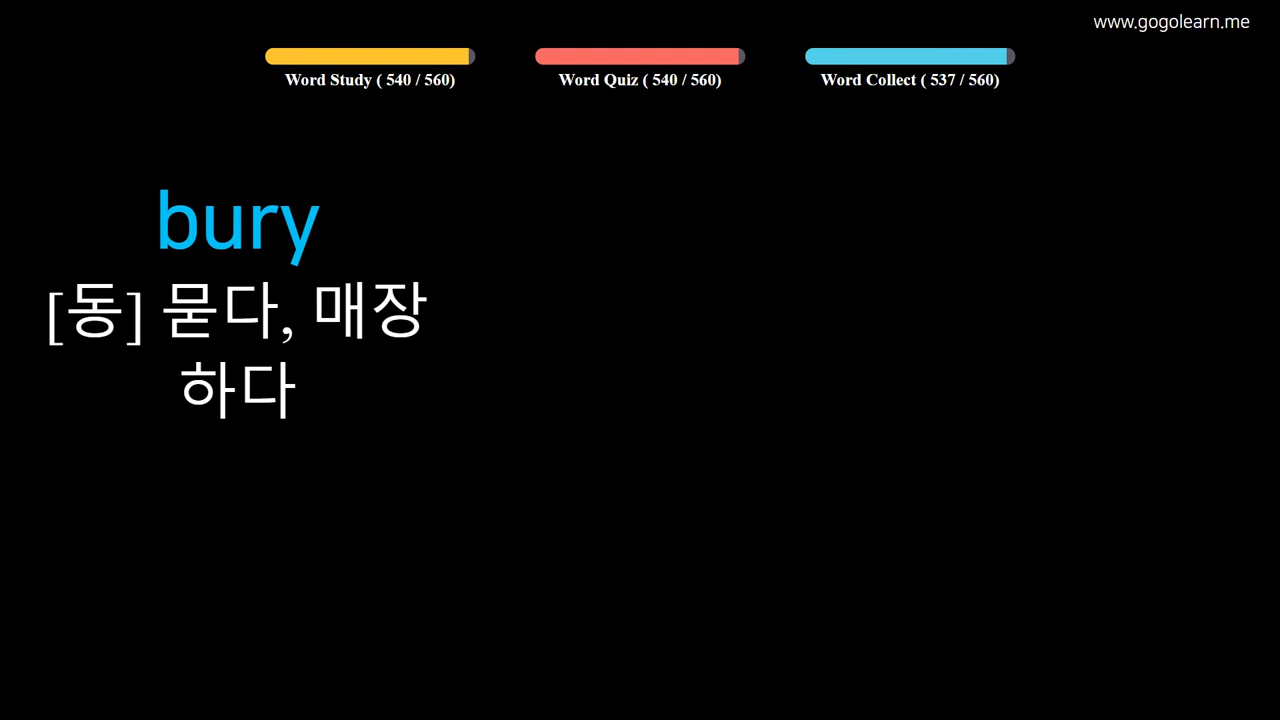 www.gogolearn.me
Word Study ( 540 / 560)
Word Quiz ( 540 / 560)
Word Collect ( 537 / 560)
bury
[동] 묻다, 매장
하다